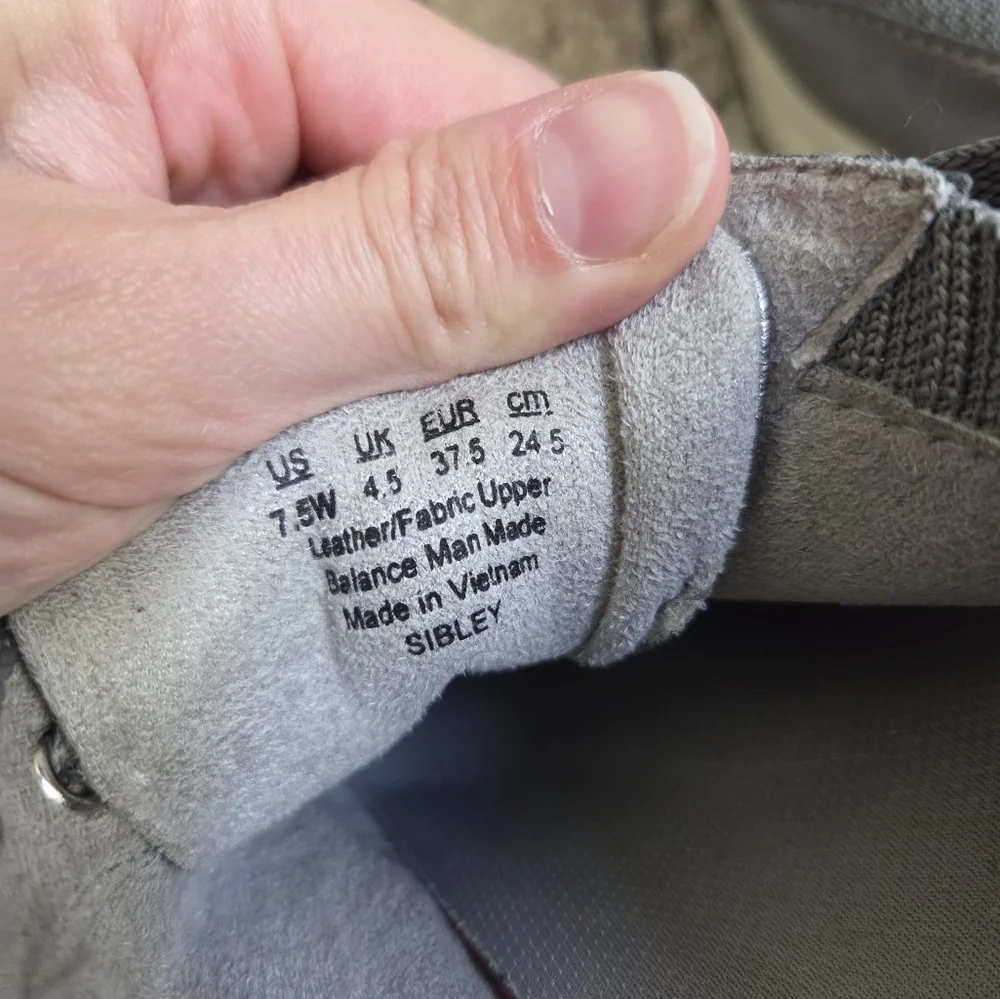 US UK EUR cm
7.5W 4.5 37.5 24.5
Leather/Fabric Upper
Balance Man Made
Made in Vietnam
SIBLEY